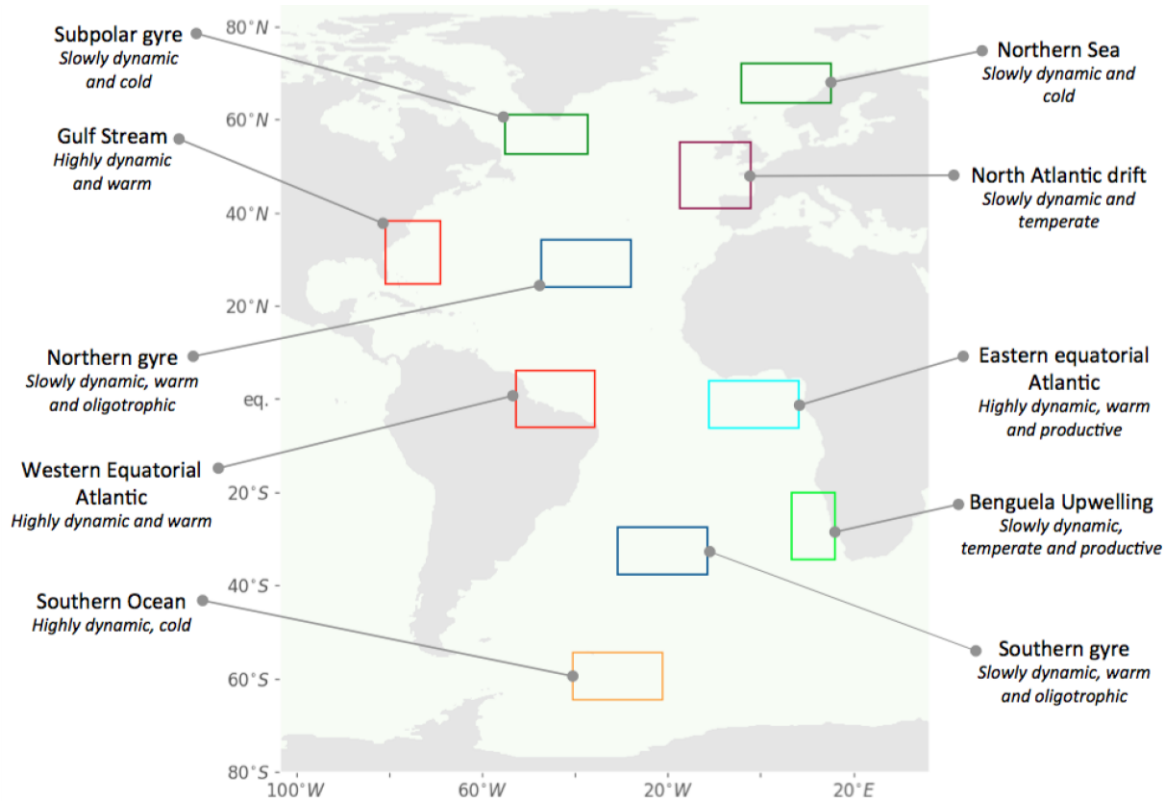 Subpolar gyre
Slowly dynamic
and cold
Gulf Stream
Highly dynamic
and warm
Northern gyre
Slowly dynamic, warm
and oligotrophic
Western Equatorial
Atlantic
Highly dynamic and warm
Southern Ocean
Highly dynamic, cold
80°N
60°N
40°N
20°N
eq.
20°S
40°S
60°S
80°S
100°W
60°W
20°W
20°E
Northern Sea
Slowly dynamic and
cold
North Atlantic drift
Slowly dynamic and
temperate
Eastern equatorial
Atlantic
Highly dynamic, warm
and productive
Benguela Upwelling
Slowly dynamic,
temperate and productive
Southern gyre
Slowly dynamic, warm
and oligotrophic